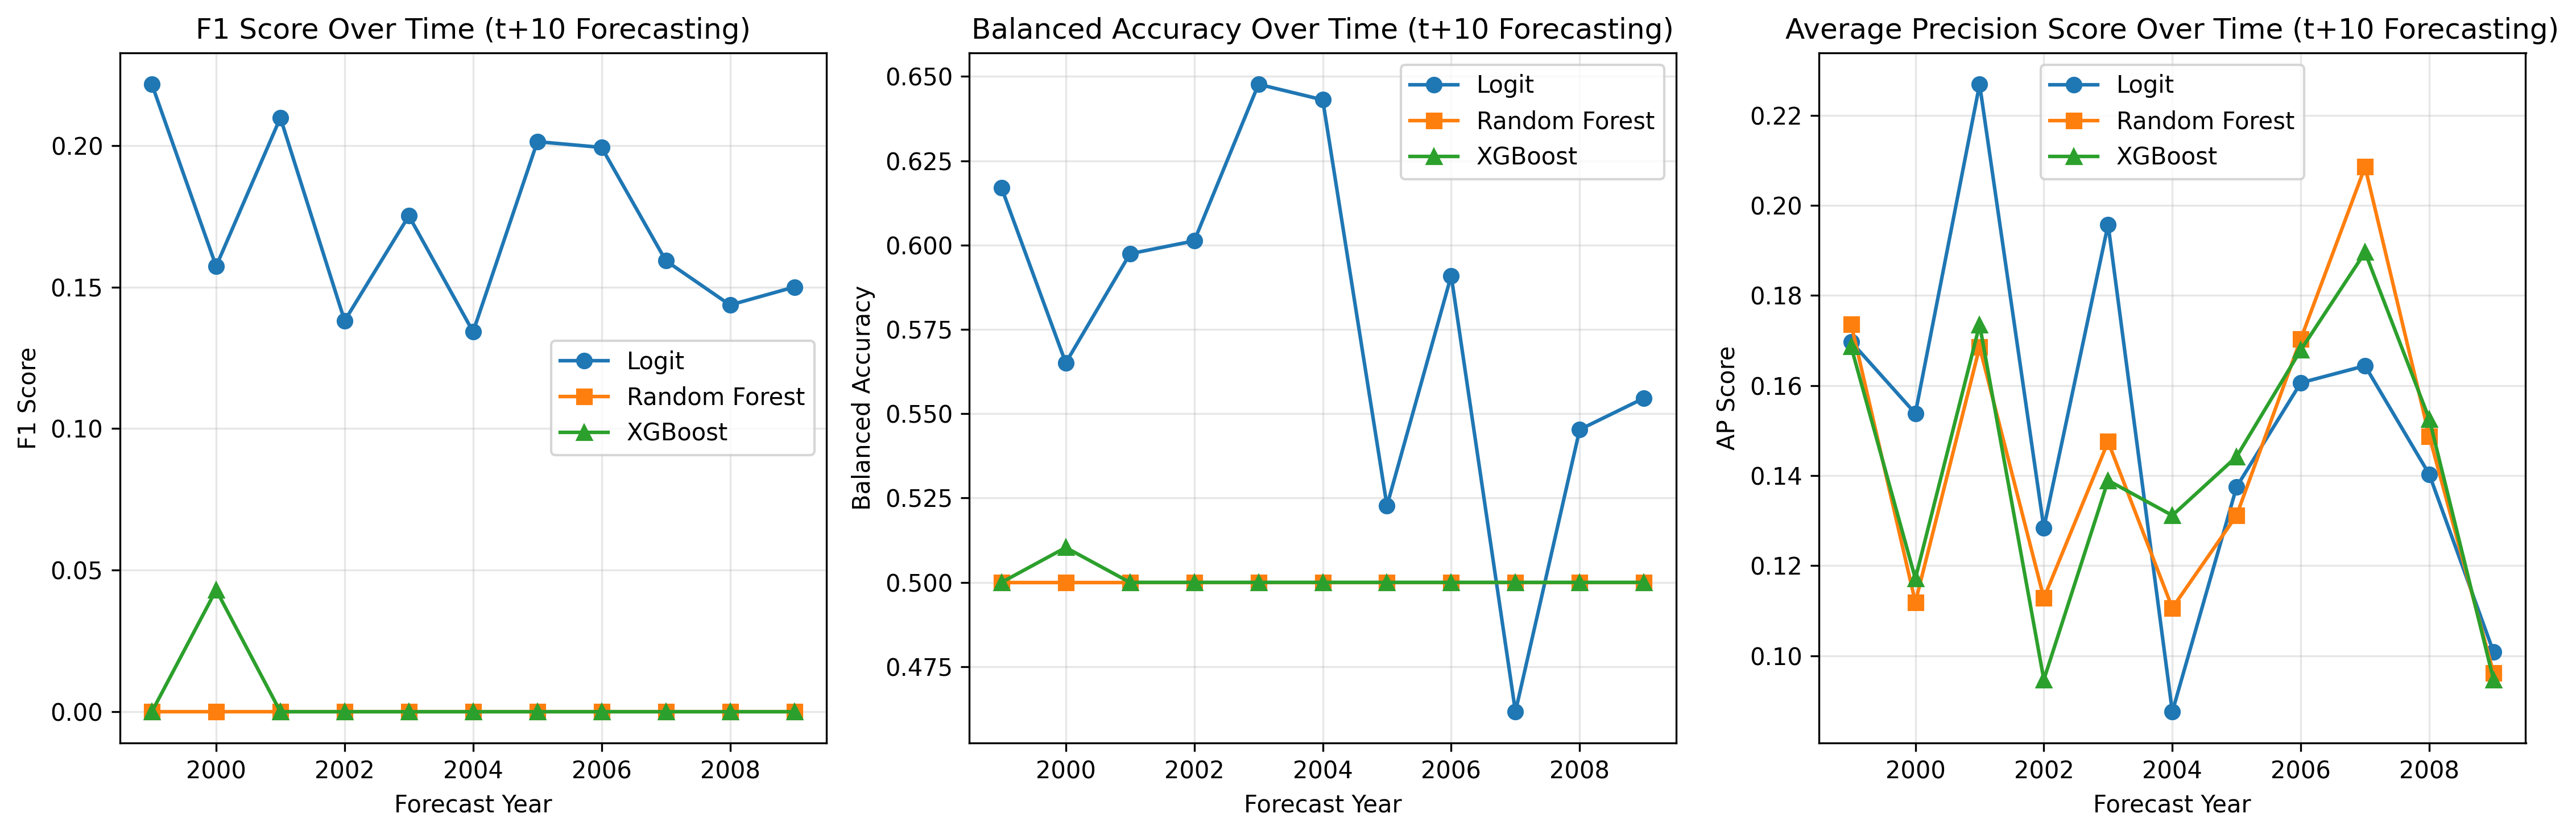 F1 Score Over Time (t+10 Forecasting)
F1 Score
0.20
0.15
0.10
0.05
0.00
Logit
Random Forest
XGBoost
2000 2002 2004 2006 2008
Forecast Year
Balanced Accuracy Over Time (t+10 Forecasting)
Balanced Accuracy
0.650
0.625
0.600
0.575
0.550
0.525
0.500
0.475
Logit
Random Forest
XGBoost
2000 2002 2004 2006 2008
Forecast Year
Average Precision Score Over Time (t+10 Forecasting)
AP Score
0.22
0.20
0.18
0.16
0.14
0.12
0.10
Logit
Random Forest
XGBoost
2000 2002 2004 2006 2008
Forecast Year